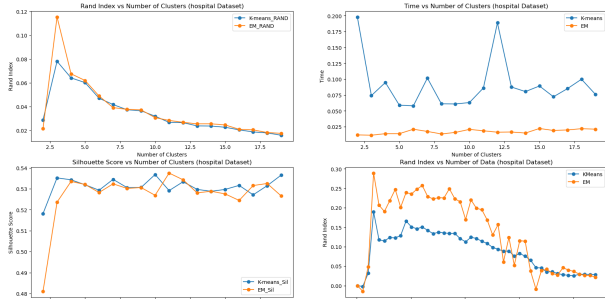 Rand Index vs Number of Clusters (hospital Dataset)
K-means_RAND
EM_RAND
Rand Index
0.12
0.10
0.08
0.06
0.04
0.02
2.5 5.0 7.5 10.0 12.5 15.0 17.5
Number of Clusters
Time vs Number of Clusters (hospital Dataset)
K-Means
EM
Time
0.200
0.175
0.150
0.125
0.100
0.075
0.050
0.025
2.5 5.0 7.5 10.0 12.5 15.0 17.5
Number of Clusters
Silhouette Score vs Number of Clusters (hospital Dataset)
K-means_Sil
EM_Sil
Silhouette Score
0.54
0.53
0.52
0.51
0.50
0.49
0.48
Rand Index vs Number of Data (hospital Dataset)
KMeans
EM
Rand Index
0.30
0.25
0.20
0.15
0.10
0.05
0.00